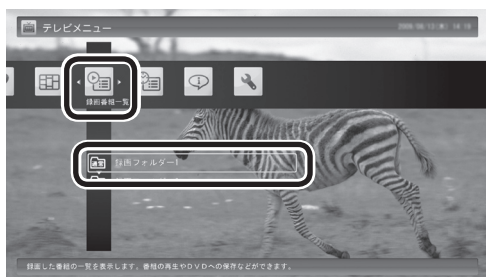 テレビメニュー
録画番組一覧
通常 録画フォルダー1
録画した番組の一覧を表示します。番組の再生やDVDへの保存などができます。